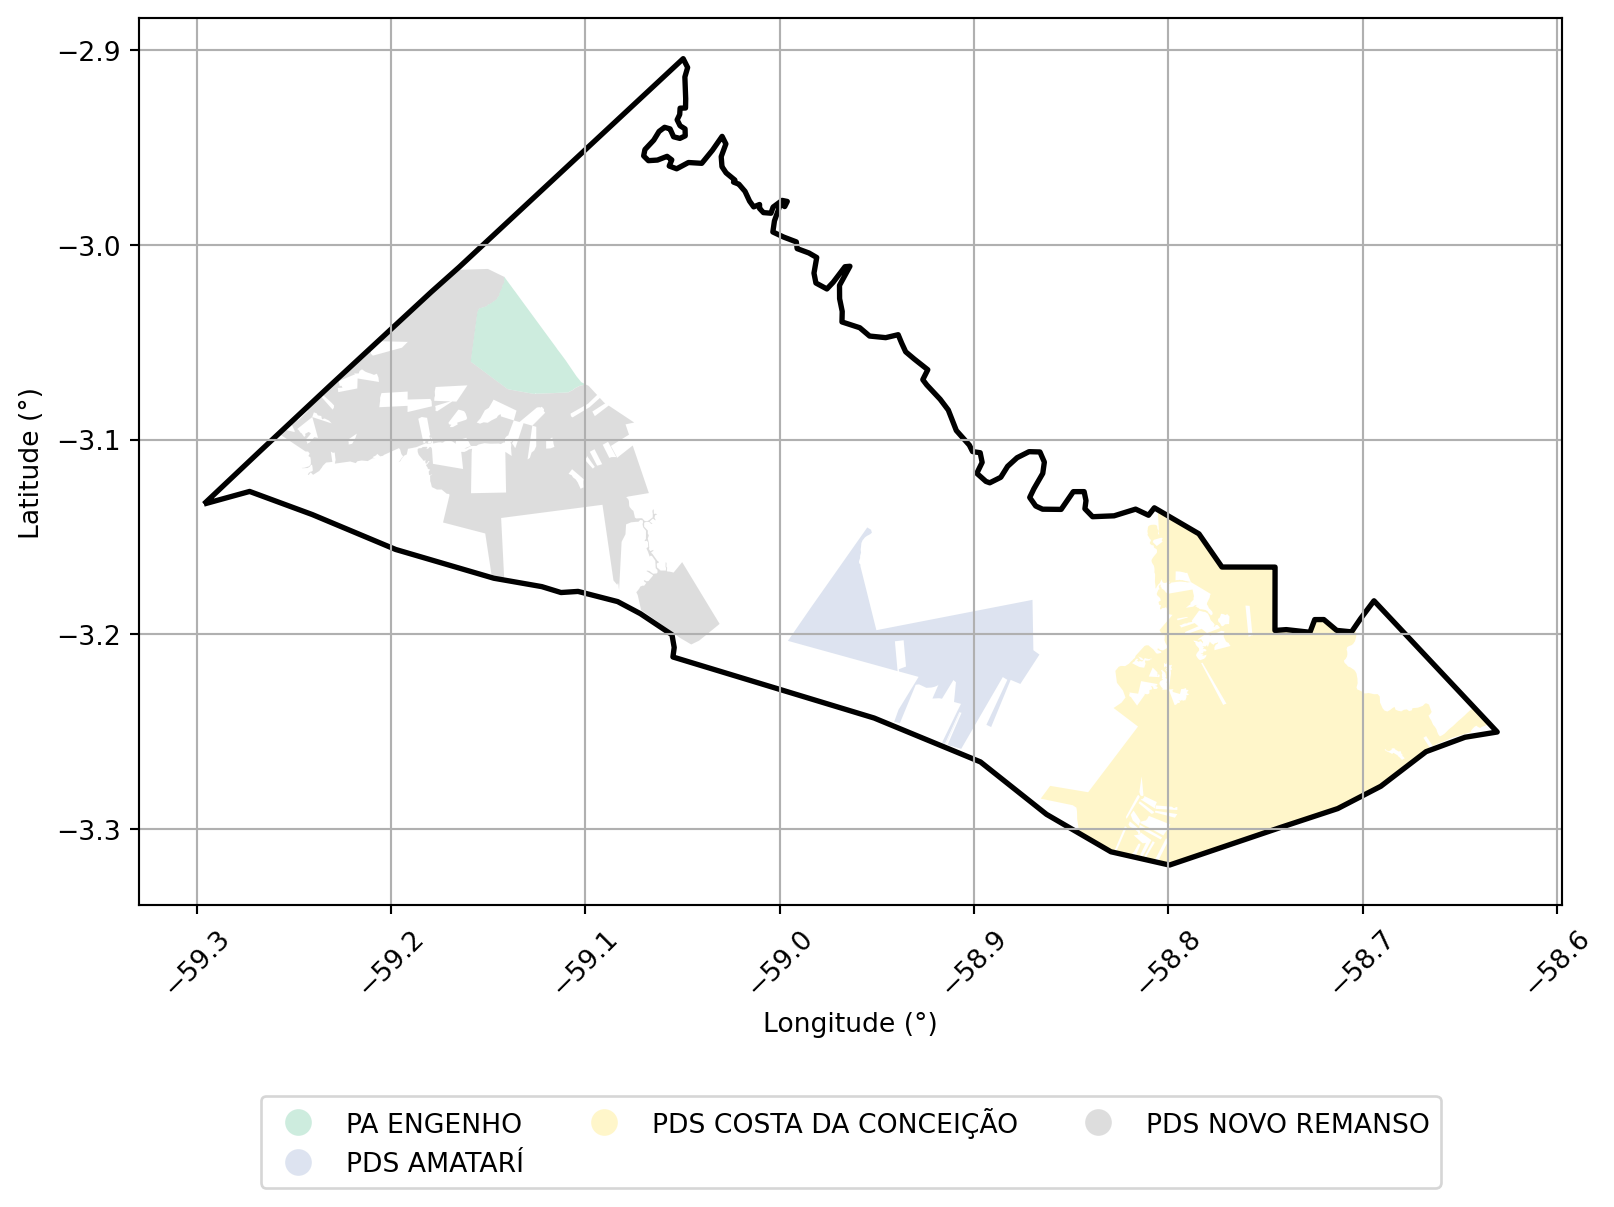 −2.9
−3.0
−3.1
−3.2
−3.3
Latitude (°)
−59.3
−59.2
−59.1
−59.0
−58.9
−58.8
−58.7
−58.6
Longitude (°)
PA ENGENHO
PDS AMATARÍ
PDS COSTA DA CONCEIÇÃO
PDS NOVO REMANSO